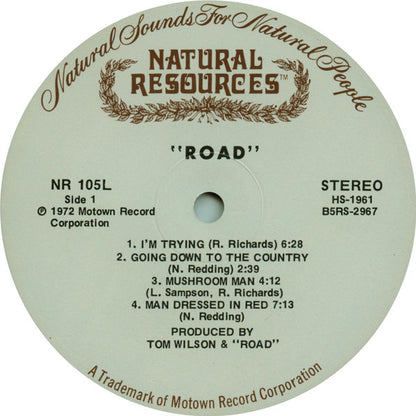 Natural Sounds For Natural People
NATURAL
RESOURCES™
"ROAD"
NR 105L
Side 1
℗ 1972 Motown Record
Corporation
STEREO
HS-1961
B5RS-2967
1. I'M TRYING (R. Richards) 6:28
2. GOING DOWN TO THE COUNTRY
(N. Redding) 2:39
3. MUSHROOM MAN 4:12
(L. Sampson, R. Richards)
4. MAN DRESSED IN RED 7:13
(N. Redding)
PRODUCED BY
TOM WILSON & "ROAD"
A Trademark of Motown Record Corporation